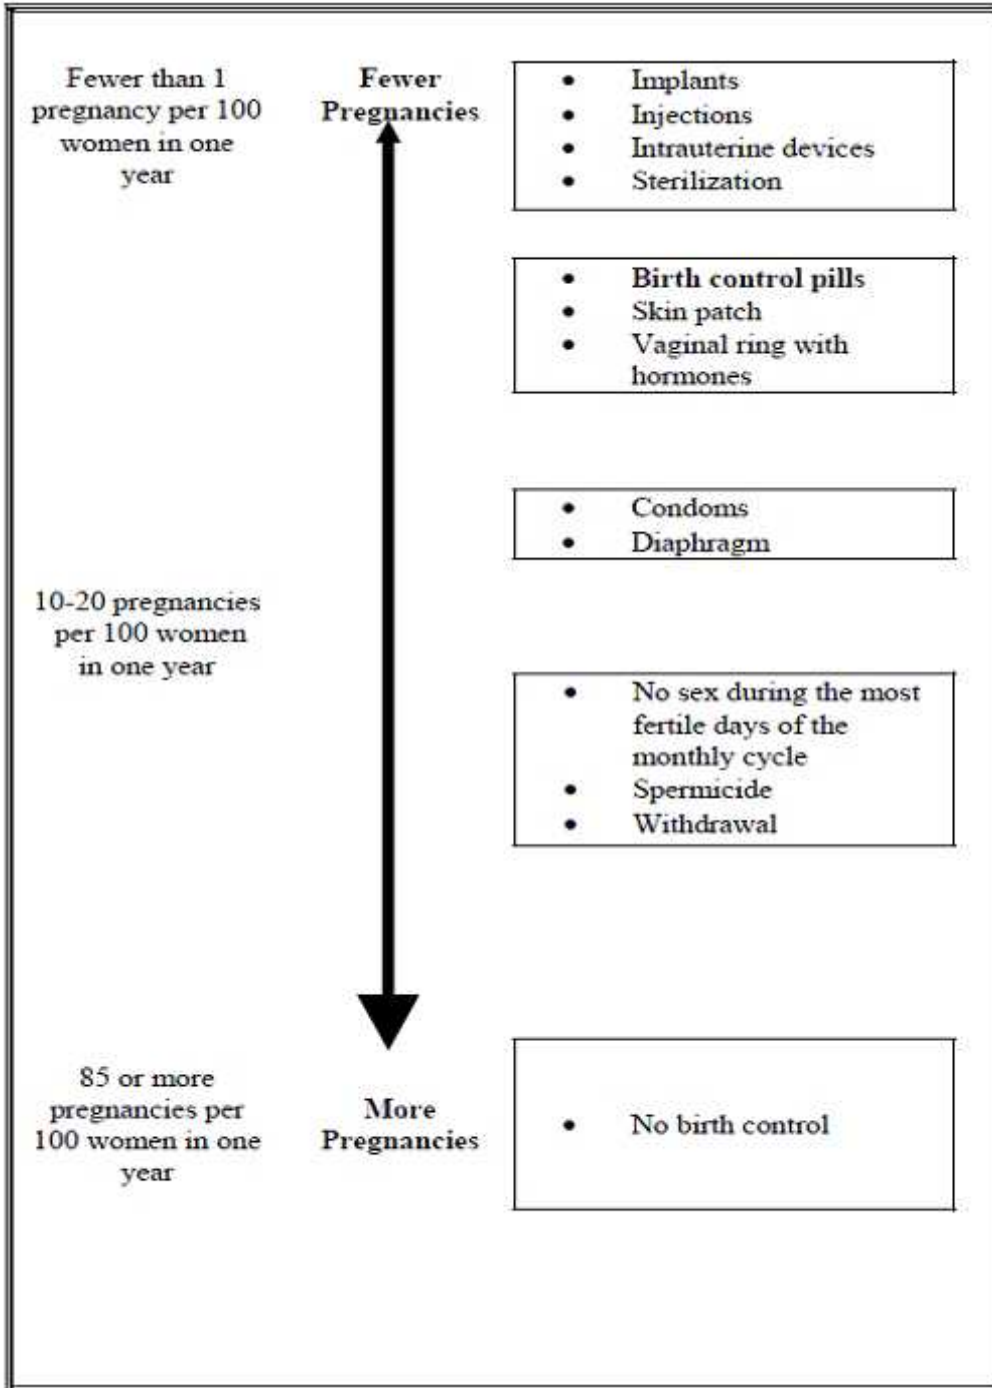 Fewer than 1
pregnancy per 100
women in one
year
Fewer
Pregnancies
• Implants
• Injections
• Intrauterine devices
• Sterilization
• Birth control pills
• Skin patch
• Vaginal ring with
hormones
• Condoms
• Diaphragm
10-20 pregnancies
per 100 women
in one year
• No sex during the most
fertile days of the
monthly cycle
• Spermicide
• Withdrawal
85 or more
pregnancies per
100 women in one
year
More
Pregnancies
• No birth control